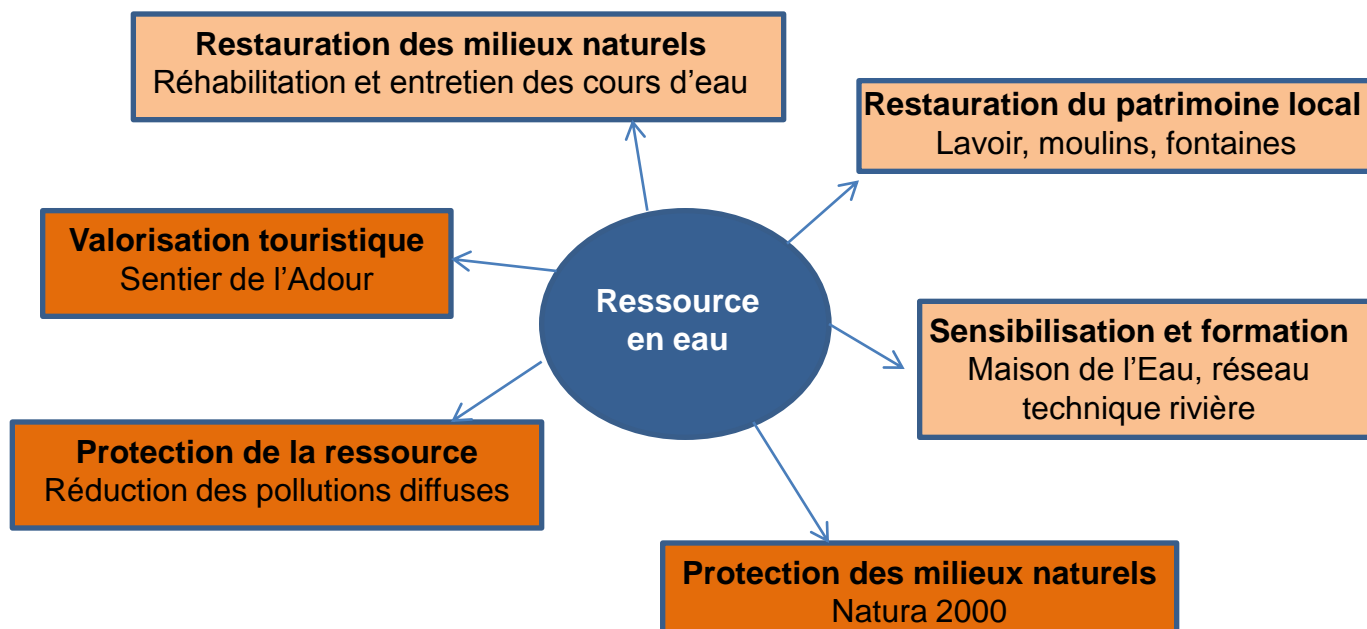 Restauration des milieux naturels
Réhabilitation et entretien des cours d’eau
Restauration du patrimoine local
Lavoir, moulins, fontaines
Valorisation touristique
Sentier de l’Adour
Ressource
en eau
Sensibilisation et formation
Maison de l’Eau, réseau
technique rivière
Protection de la ressource
Réduction des pollutions diffuses
Protection des milieux naturels
Natura 2000